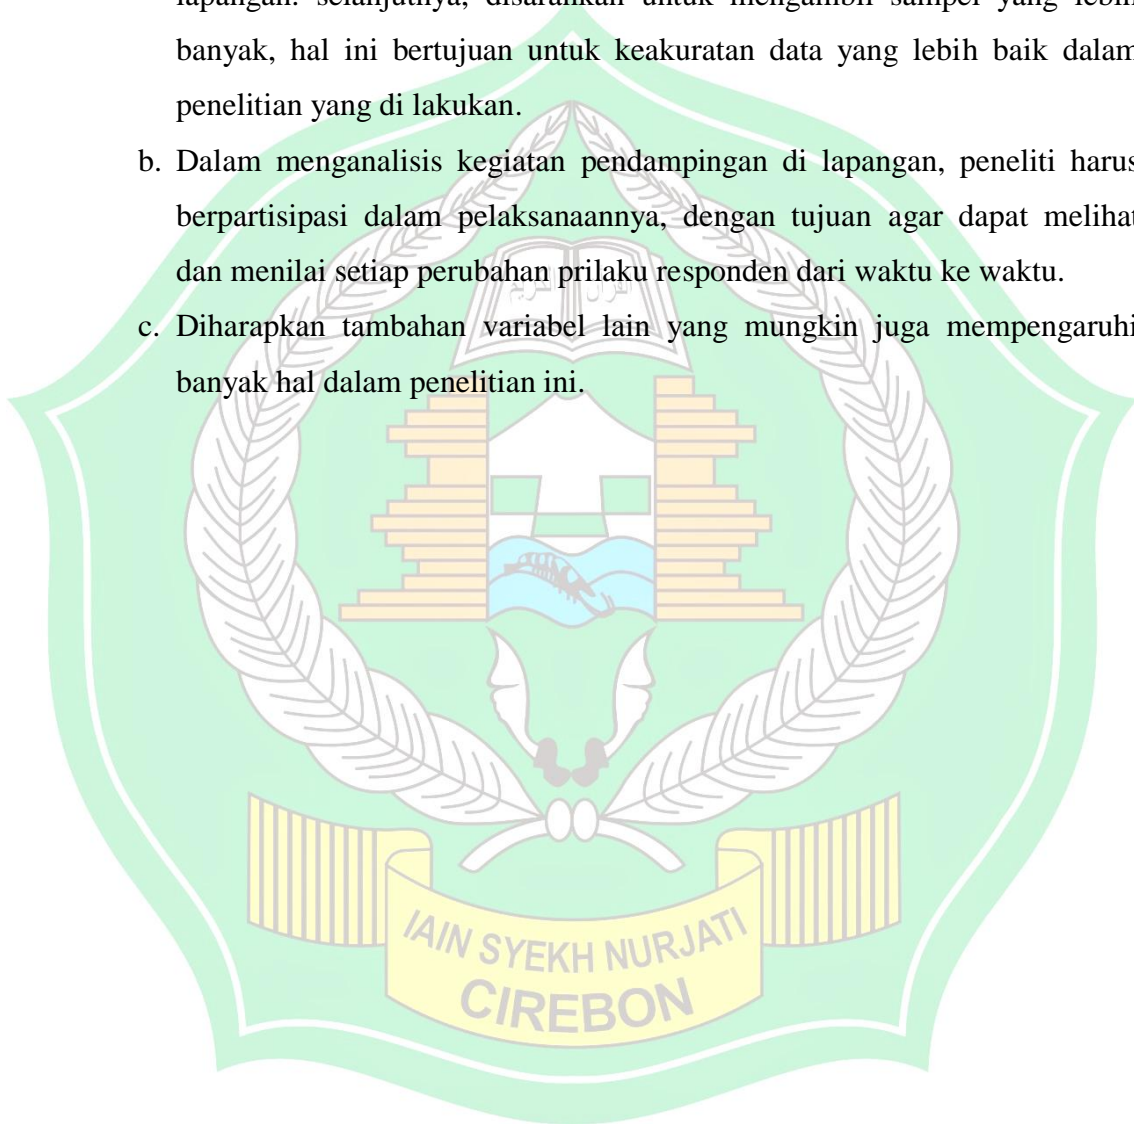 lapangan. selanjutnya, disarankan untuk mengambil sampel yang lebih
banyak, hal ini bertujuan untuk keakuratan data yang lebih baik dalam
penelitian yang di lakukan.
b. Dalam menganalisis kegiatan pendampingan di lapangan, peneliti harus
berpartisipasi dalam pelaksanaannya, dengan tujuan agar dapat melihat
dan menilai setiap perubahan prilaku responden dari waktu ke waktu.
c. Diharapkan tambahan variabel lain yang mungkin juga mempengaruhi
banyak hal dalam penelitian ini.
IAIN SYEKH NURJATI
CIREBON